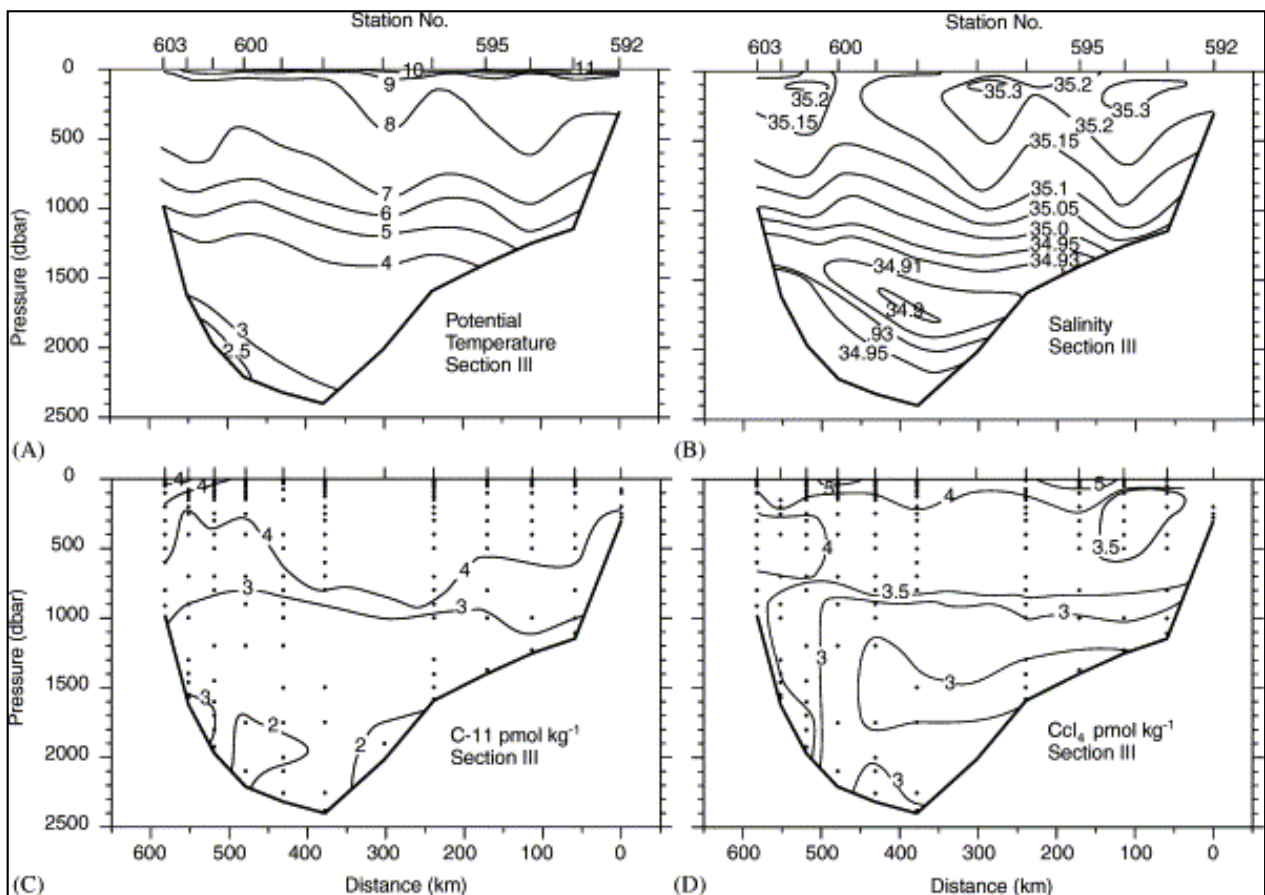 Station No.
603 600 595 592
Station No.
603 600 595 592
0
500
1000
1500
2000
2500
Pressure (dbar)
10
11
9
8
7
6
5
4
3
2.5
Potential
Temperature
Section III
(A)
35.2
35.15
35.3
35.2
35.3
35.2
35.15
35.1
35.05
35.0
34.95
34.93
34.91
34.9
.93
34.95
Salinity
Section III
(B)
0
500
1000
1500
2000
2500
Pressure (dbar)
4
4
4
4
3
3
3
2
2
C-11 pmol kg-1
Section III
600 500 400 300 200 100 0
Distance (km)
(C)
5
5
4
4
3.5
3.5
3
3
3
3
CcI4 pmol kg-1
Section III
600 500 400 300 200 100 0
Distance (km)
(D)